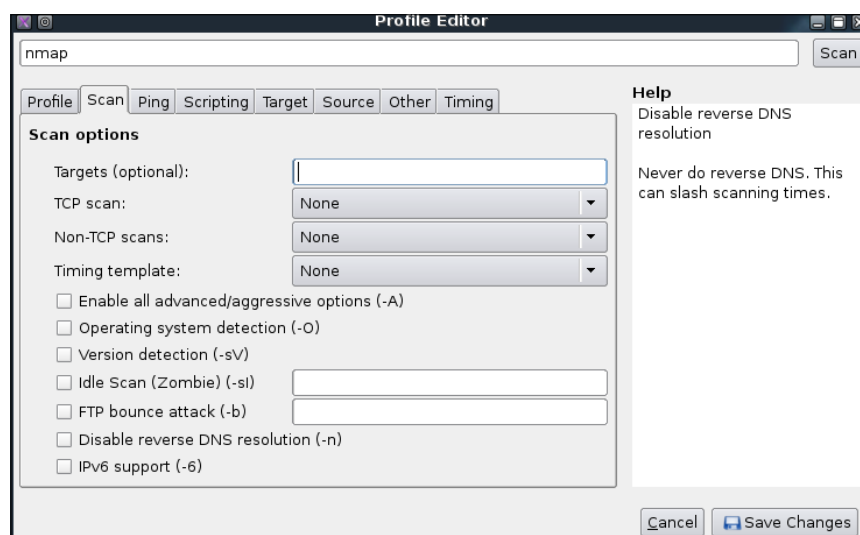 Profile Editor
nmap
Scan
Profile Scan Ping Scripting Target Source Other Timing
Scan options
Targets (optional):
TCP scan: None
Non-TCP scans: None
Timing template: None
Enable all advanced/aggressive options (-A)
Operating system detection (-O)
Version detection (-sV)
Idle Scan (Zombie) (-sI)
FTP bounce attack (-b)
Disable reverse DNS resolution (-n)
IPv6 support (-6)
Help
Disable reverse DNS
resolution
Never do reverse DNS. This
can slash scanning times.
Cancel
Save Changes